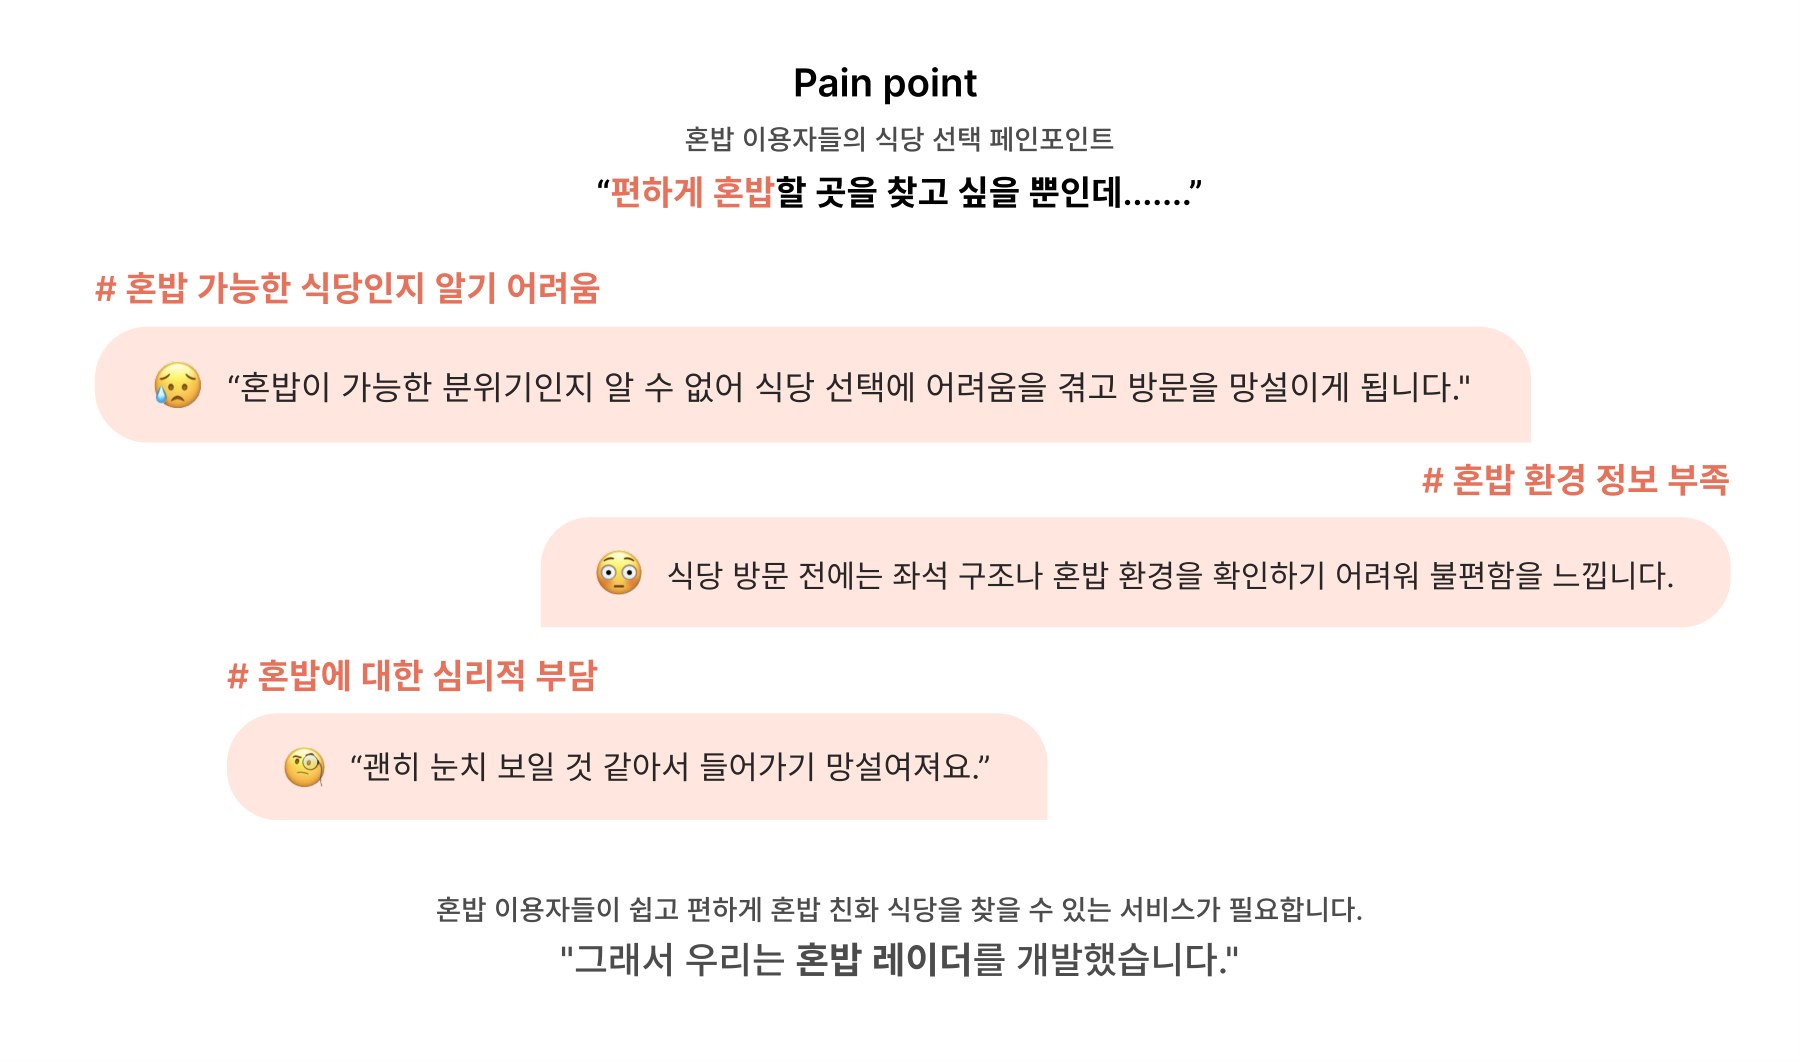 Pain point
혼밥 이용자들의 식당 선택 페인포인트
“편하게 혼밥할 곳을 찾고 싶을 뿐인데.......”
# 혼밥 가능한 식당인지 알기 어려움
“혼밥이 가능한 분위기인지 알 수 없어 식당 선택에 어려움을 겪고 방문을 망설이게 됩니다."
# 혼밥 환경 정보 부족
식당 방문 전에는 좌석 구조나 혼밥 환경을 확인하기 어려워 불편함을 느낍니다.
# 혼밥에 대한 심리적 부담
“괜히 눈치 보일 것 같아서 들어가기 망설여져요.”
혼밥 이용자들이 쉽고 편하게 혼밥 친화 식당을 찾을 수 있는 서비스가 필요합니다.
"그래서 우리는 혼밥 레이더를 개발했습니다."